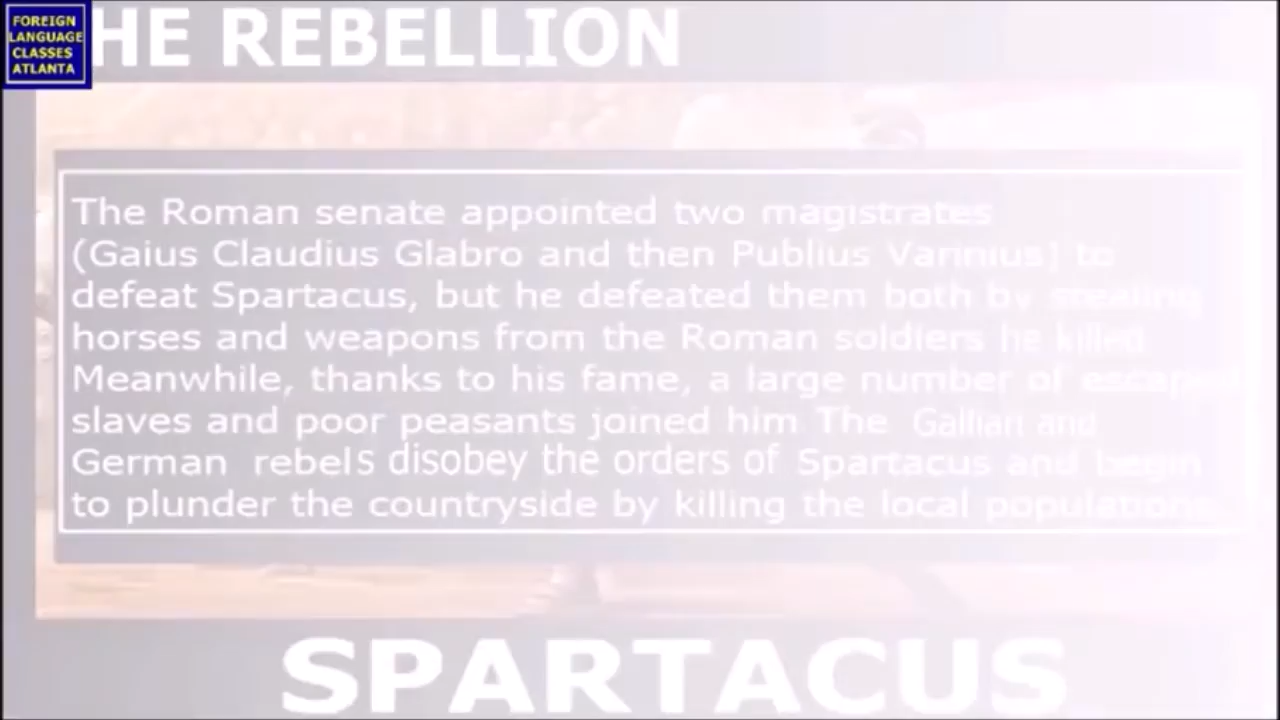 FOREIGN
LANGUAGE
CLASSES
ATLANTA
HE REBELLION
The Roman senate appointed two magistrates
(Gaius Claudius Glabro and then Publius Varinius) to
defeat Spartacus, but he defeated them both by stealing
horses and weapons from the Roman soldiers he killed
Meanwhile, thanks to his fame, a large number of
slaves and poor peasants joined him The Gallian and
German rebels disobey the orders of Spartacus and begin
to plunder the countryside by killing the local populations
SPARTACUS